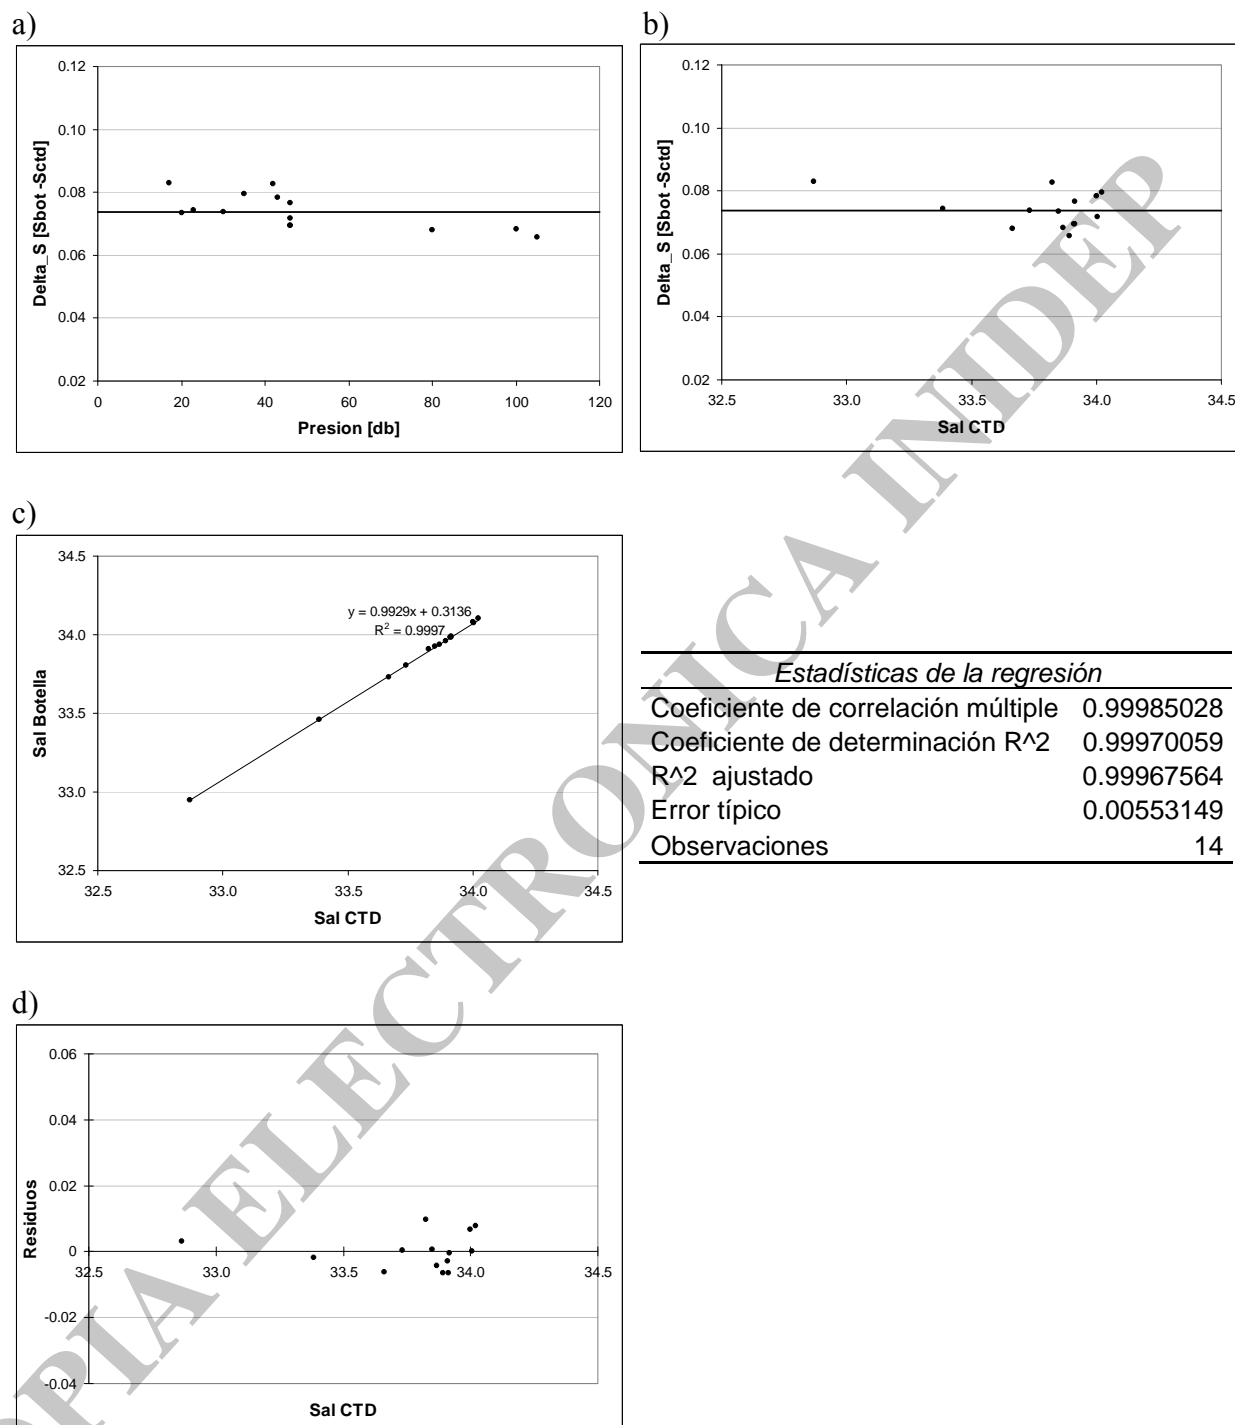 a)
0.12
0.10
0.08
0.06
0.04
0.02
0 20 40 60 80 100 120
Presion [db]
Delta_S [Sbot -Sctd]
b)
0.12
0.10
0.08
0.06
0.04
0.02
32.5 33.0 33.5 34.0 34.5
Sal CTD
Delta_S [Sbot -Sctd]
c)
34.5
34.0
33.5
33.0
32.5
y = 0.9929x + 0.3136
R² = 0.9997
32.5 33.0 33.5 34.0 34.5
Sal CTD
Sal Botella
Estadísticas de la regresión
Coeficiente de correlación múltiple 0.99985028
Coeficiente de determinación R^2 0.99970059
R^2 ajustado 0.99967564
Error típico 0.00553149
Observaciones 14
d)
0.06
0.04
0.02
0
-0.02
-0.04
32.5 33.0 33.5 34.0 34.5
Sal CTD
Residuos
OPIA ELECTRONICA INIDEP